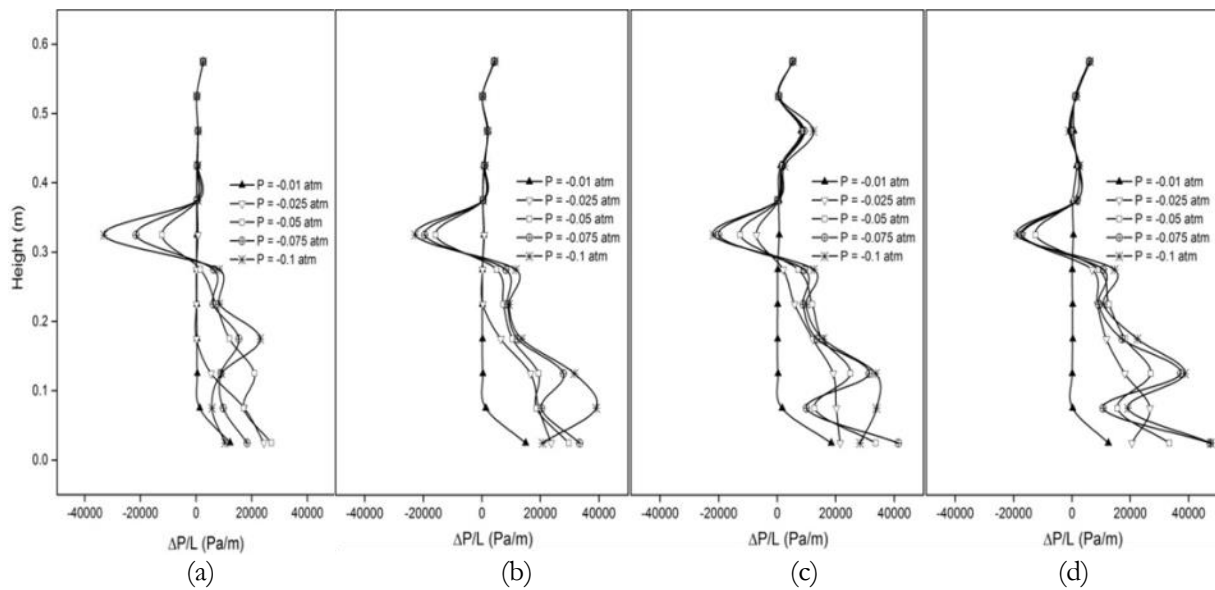 0.6
0.5
0.4
0.3
0.2
0.1
0.0
Height (m)
P = -0.01 atm
P = -0.025 atm
P = -0.05 atm
P = -0.075 atm
P = -0.1 atm
-40000 -20000 0 20000 40000
ΔP/L (Pa/m)
(a)
P = -0.01 atm
P = -0.025 atm
P = -0.05 atm
P = -0.075 atm
P = -0.1 atm
-40000 -20000 0 20000 40000
ΔP/L (Pa/m)
(b)
P = -0.01 atm
P = -0.025 atm
P = -0.05 atm
P = -0.075 atm
P = -0.1 atm
-40000 -20000 0 20000 40000
ΔP/L (Pa/m)
(c)
P = -0.01 atm
P = -0.025 atm
P = -0.05 atm
P = -0.075 atm
P = -0.1 atm
-40000 -20000 0 20000 40000
ΔP/L (Pa/m)
(d)